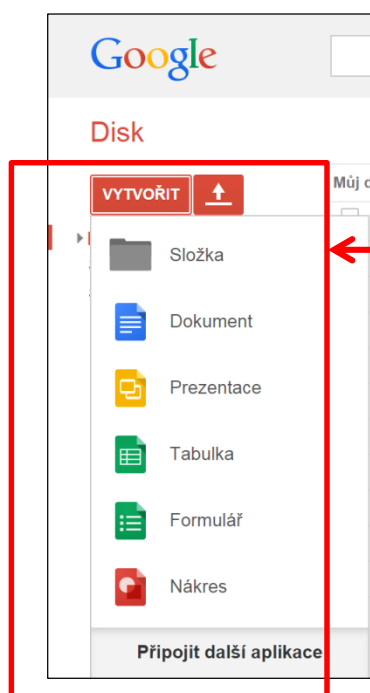 Google
Disk
VYTVOŘIT
Můj
Složka
Dokument
Prezentace
Tabulka
Formulář
Nákres
Připojit další aplikace